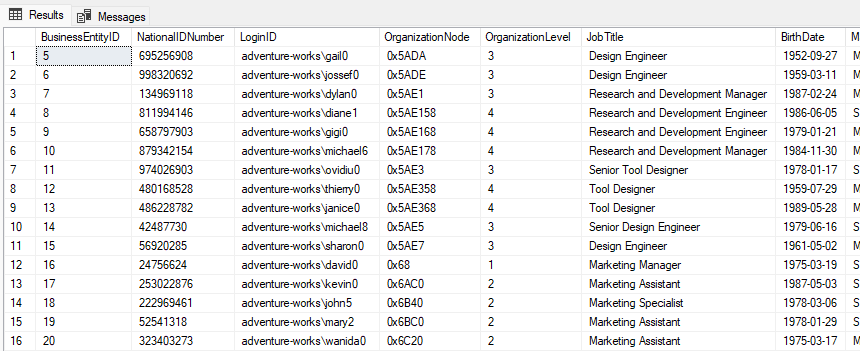 Results Messages
BusinessEntityID NationalIDNumber LoginID OrganizationNode OrganizationLevel JobTitle BirthDate M
1 5 695256908 adventure-works\gail0 0x5ADA 3 Design Engineer 1952-09-27 M
2 6 998320692 adventure-works\jossef0 0x5ADE 3 Design Engineer 1959-03-11 M
3 7 134969118 adventure-works\dylan0 0x5AE1 3 Research and Development Manager 1987-02-24 M
4 8 811994146 adventure-works\diane1 0x5AE158 4 Research and Development Engineer 1986-06-05 S
5 9 658797903 adventure-works\gigi0 0x5AE168 4 Research and Development Engineer 1979-01-21 M
6 10 879342154 adventure-works\michael6 0x5AE178 4 Research and Development Manager 1984-11-30 M
7 11 974026903 adventure-works\ovidiu0 0x5AE3 3 Senior Tool Designer 1978-01-17 S
8 12 480168528 adventure-works\thierry0 0x5AE358 4 Tool Designer 1959-07-29 M
9 13 486228782 adventure-works\janice0 0x5AE368 4 Tool Designer 1989-05-28 M
10 14 42487730 adventure-works\michael8 0x5AE5 3 Senior Design Engineer 1979-06-16 S
11 15 56920285 adventure-works\sharon0 0x5AE7 3 Design Engineer 1961-05-02 M
12 16 24756624 adventure-works\david0 0x68 1 Marketing Manager 1975-03-19 S
13 17 253022876 adventure-works\kevin0 0x6AC0 2 Marketing Assistant 1987-05-03 S
14 18 222969461 adventure-works\john5 0x6B40 2 Marketing Specialist 1978-03-06 S
15 19 52541318 adventure-works\mary2 0x6BC0 2 Marketing Assistant 1978-01-29 S
16 20 323403273 adventure-works\wanida0 0x6C20 2 Marketing Assistant 1975-03-17 M